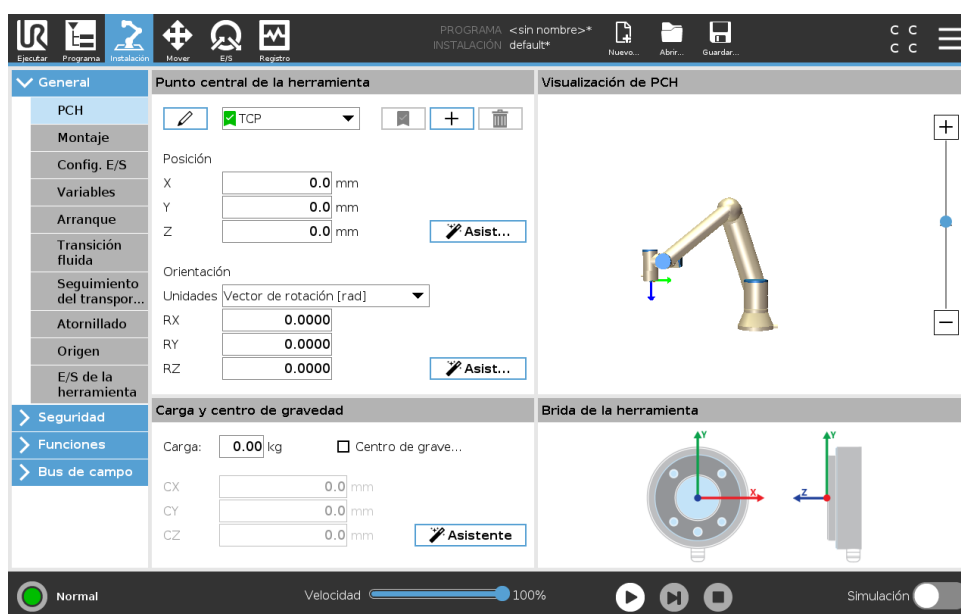 UR
PROGRAMA <sin nombre>*
INSTALACIÓN default*
C C
C C
Ejecutar Programa Instalación Mover E/S Registro Nuevo... Abrir... Guardar...
General
PCH
Montaje
Config. E/S
Variables
Arranque
Transición
fluida
Seguimiento
del transpor...
Atornillado
Origen
E/S de la
herramienta
Seguridad
Funciones
Bus de campo
Punto central de la herramienta
TCP
Posición
X 0.0 mm
Y 0.0 mm
Z 0.0 mm Asist...
Orientación
Unidades Vector de rotación [rad]
RX 0.0000
RY 0.0000
RZ 0.0000 Asist...
Visualización de PCH
Carga y centro de gravedad
Carga: 0.00 kg Centro de grave...
CX 0.0 mm
CY 0.0 mm
CZ 0.0 mm Asistente
Brida de la herramienta
Y Y
X Z
Normal Velocidad 100% Simulación